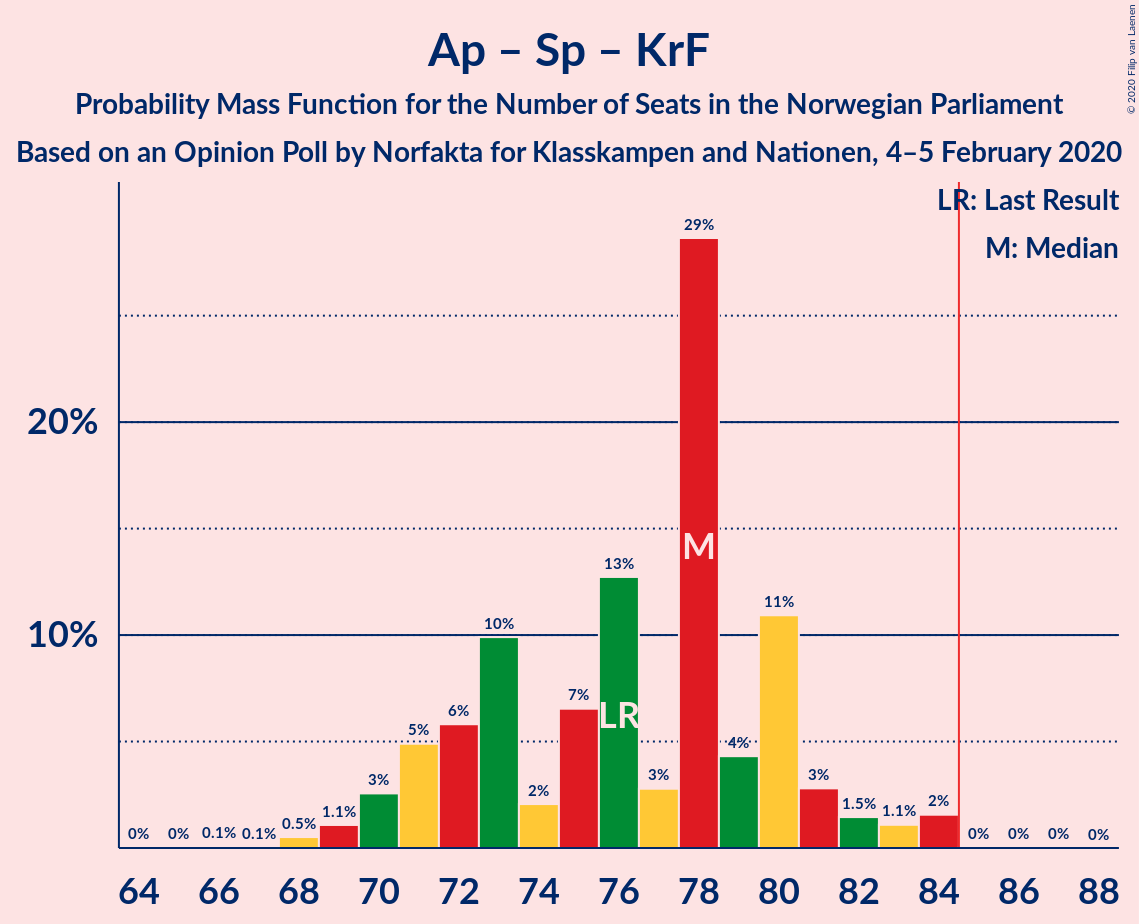 Ap – Sp – KrF
Probability Mass Function for the Number of Seats in the Norwegian Parliament
Based on an Opinion Poll by Norfakta for Klasskampen and Nationen, 4–5 February 2020
© 2020 Filip van Laenen
LR: Last Result
M: Median
20%
10%
0% 0% 0.1% 0.1% 0.5% 1.1% 3% 5% 6% 10% 2% 7% 13% 3% 29% 4% 11% 3% 1.5% 1.1% 2% 0% 0% 0% 0%
LR
M
64 66 68 70 72 74 76 78 80 82 84 86 88